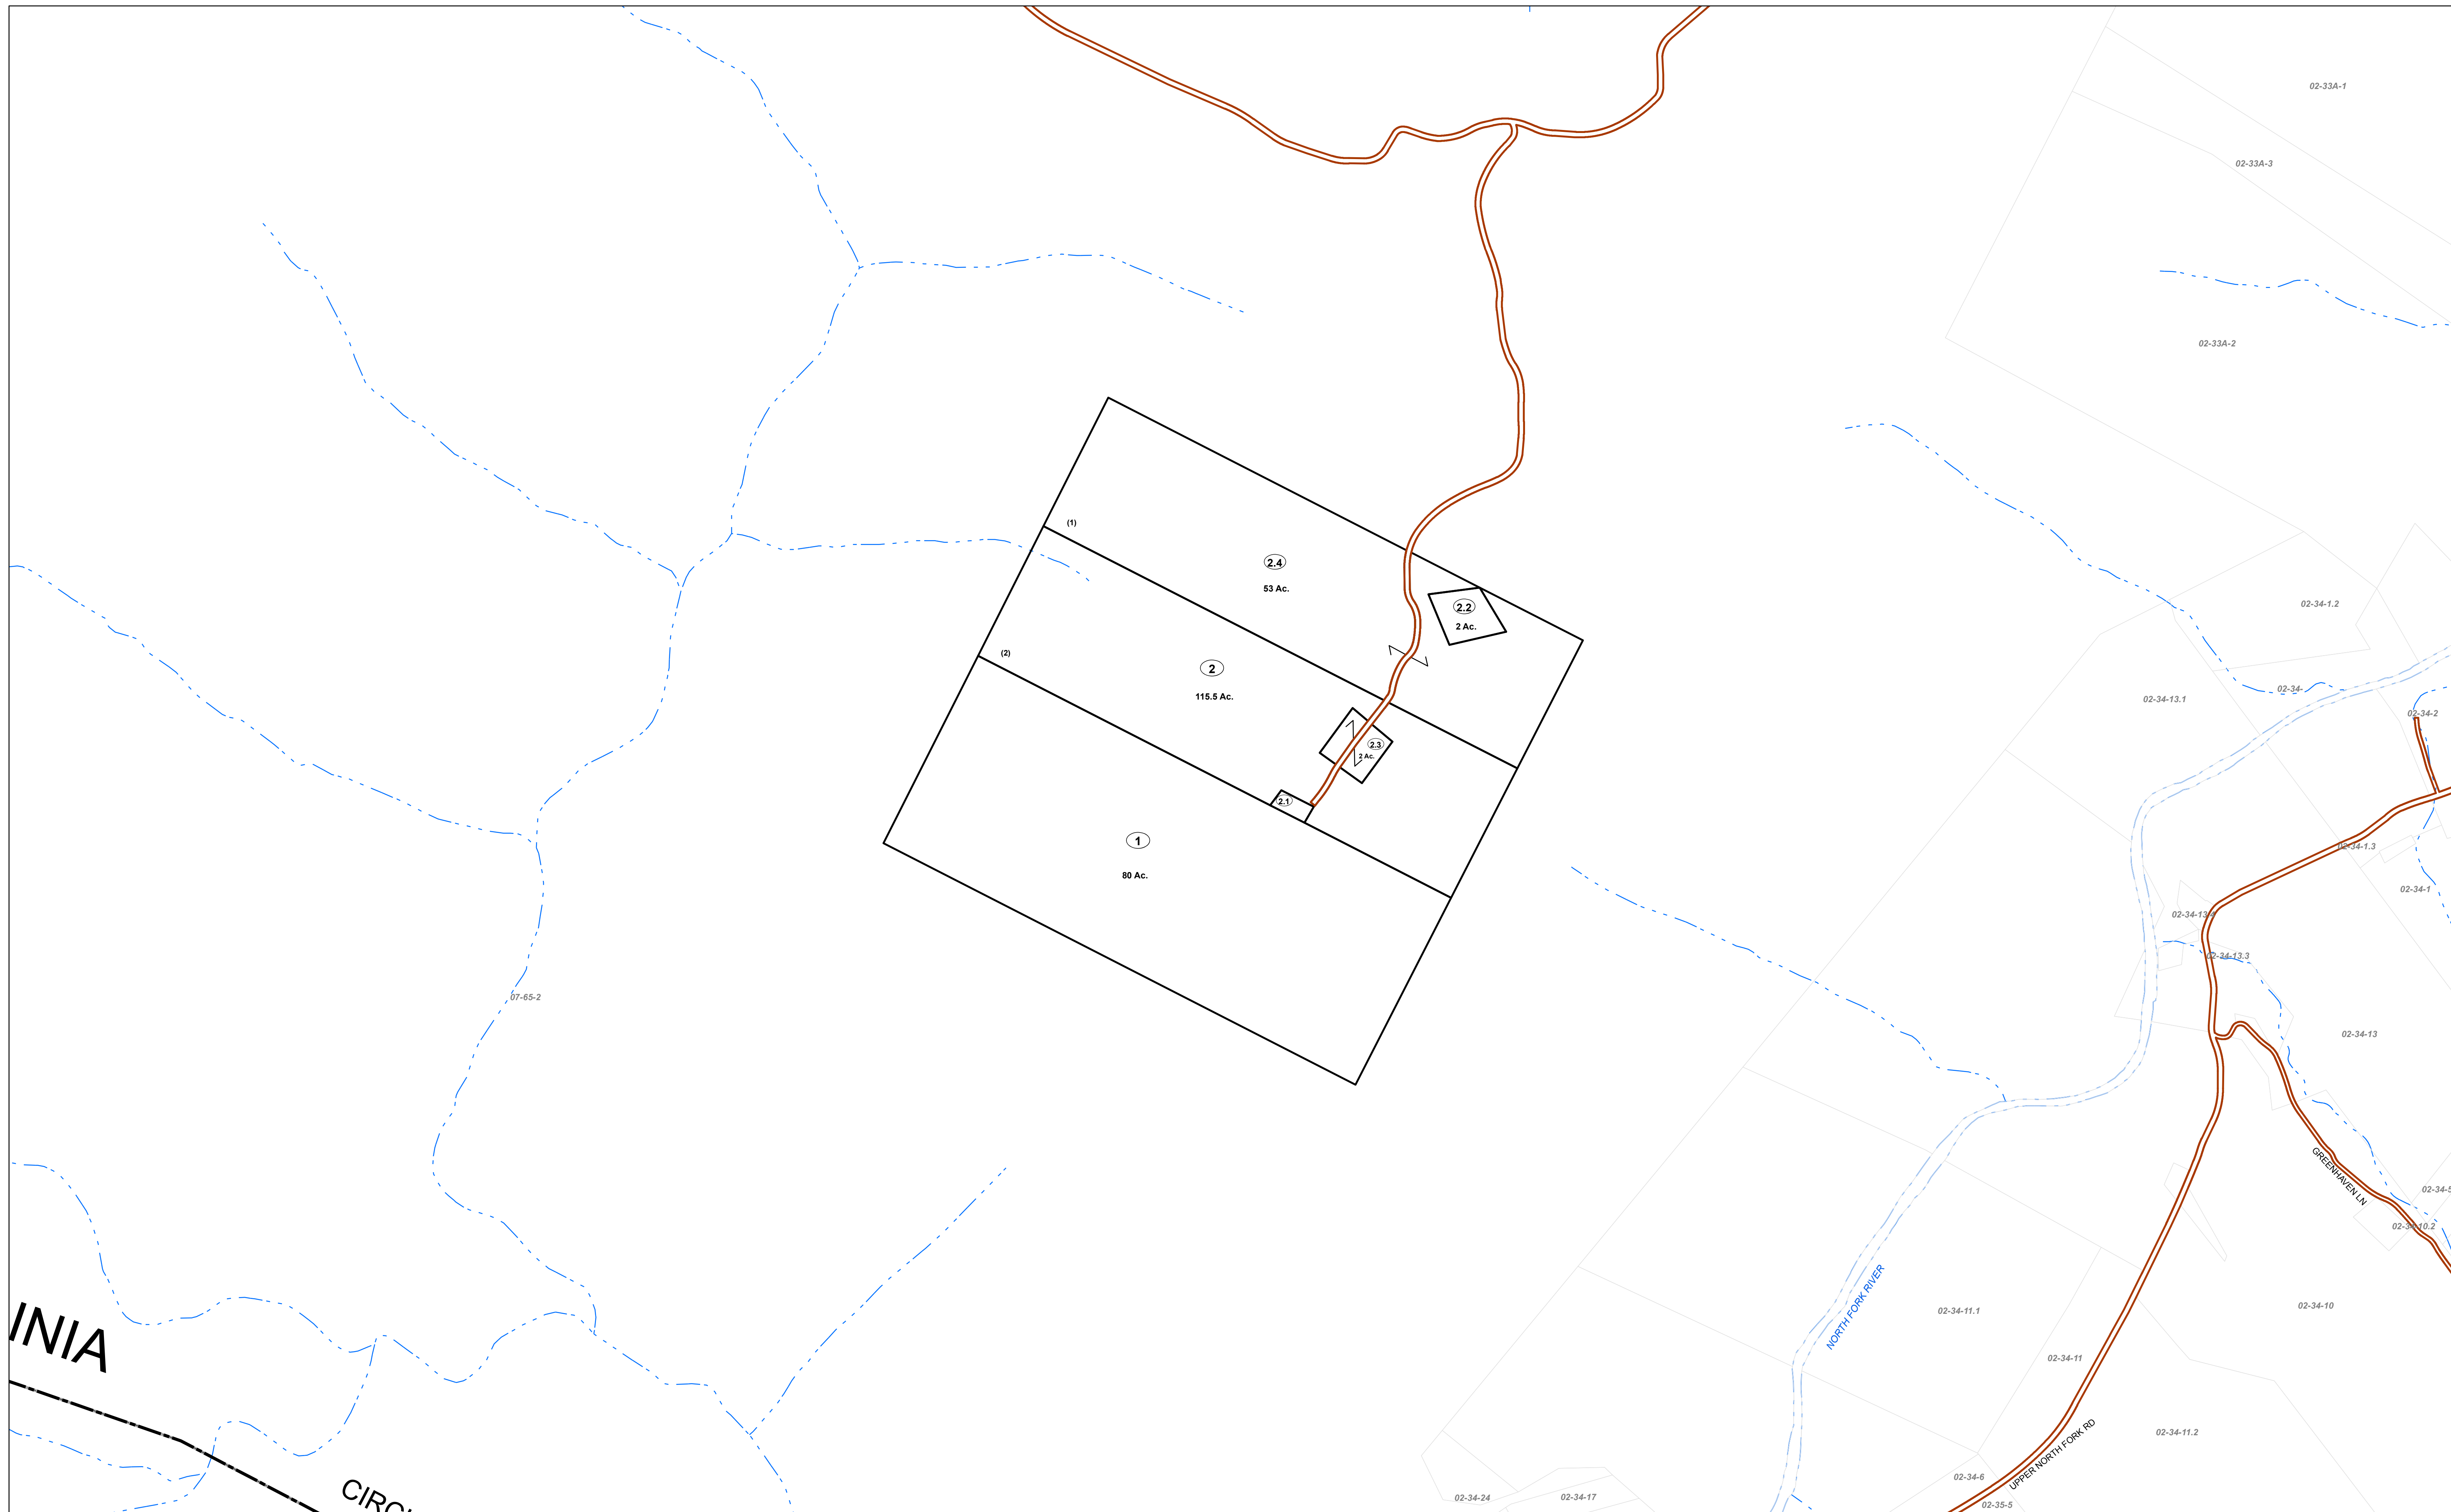 02-33A-1
02-33A-3
02-33A-2
(1)
2.4
53 Ac.
2.2
2 Ac.
02-34-1.2
(2)
2
115.5 Ac.
02-34-
02-34-13.1
02-34-2
2.3
2 Ac.
2.1
1
80 Ac.
02-34-1.3
02-34-1
02-34-13.3
07-65-2
02-34-13
GREENHAVEN LN
02-34-10.2
NORTH FORK RIVER
02-34-11.1
02-34-10
INIA
02-34-11
UPPER NORTH FORK RD
02-34-11.2
02-34-6
02-34-24
02-34-17
02-35-5